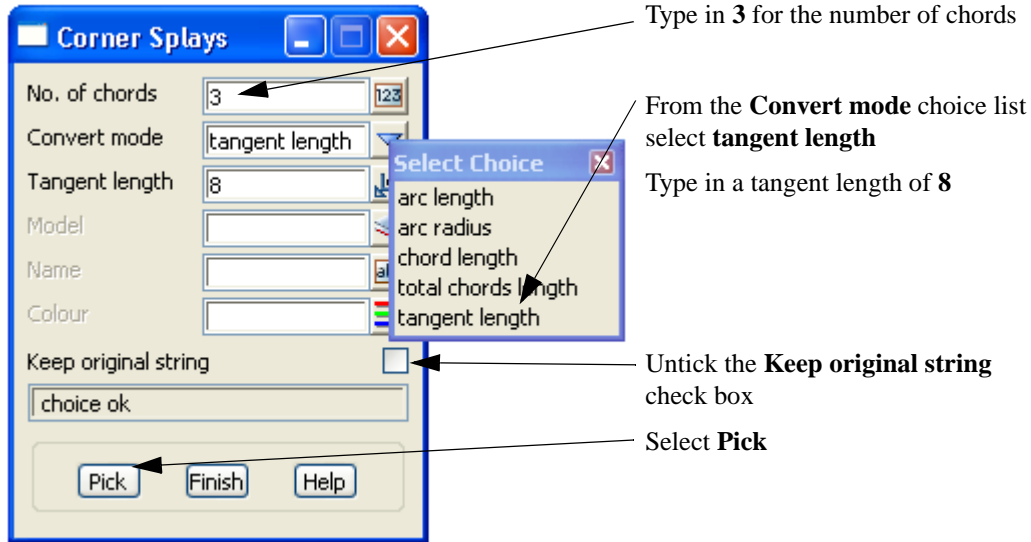 Corner Splays
No. of chords
3
123
Convert mode
tangent length
Tangent length
8
Model
Name
Colour
Keep original string
choice ok
Pick
Finish
Help
Select Choice
arc length
arc radius
chord length
total chords length
tangent length
Type in 3 for the number of chords
From the Convert mode choice list
select tangent length
Type in a tangent length of 8
Untick the Keep original string
check box
Select Pick